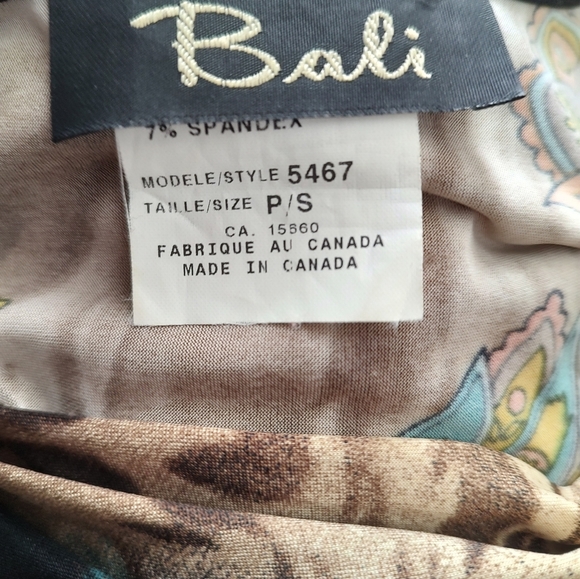 Bali
7% SPANDEX
MODELE/STYLE 5467
TAILLE/SIZE P/S
CA. 15560
FABRIQUE AU CANADA
MADE IN CANADA